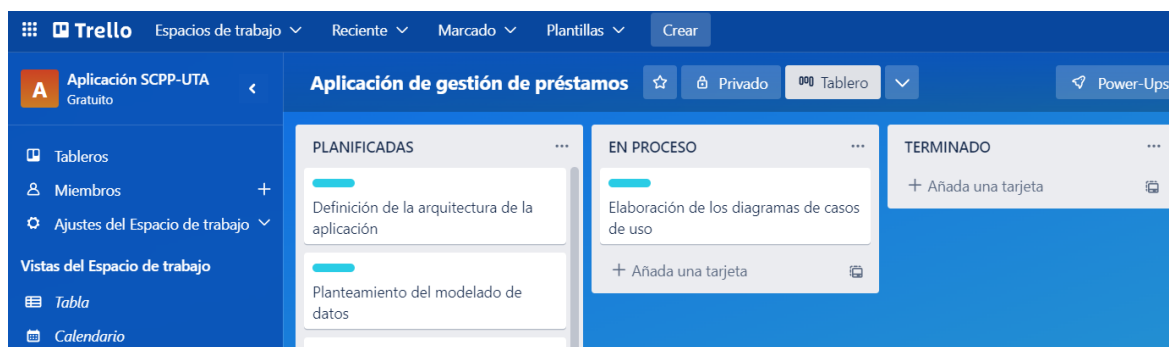 Trello Espacios de trabajo Reciente Marcado Plantillas Crear
A Aplicación SCPP-UTA
Gratuito
Aplicación de gestión de préstamos Privado Tablero Power-Ups
Tableros
Miembros
Ajustes del Espacio de trabajo
Vistas del Espacio de trabajo
Tabla
Calendario
PLANIFICADAS
Definición de la arquitectura de la
aplicación
Planteamiento del modelado de
datos
EN PROCESO
Elaboración de los diagramas de casos
de uso
+ Añada una tarjeta
TERMINADO
+ Añada una tarjeta